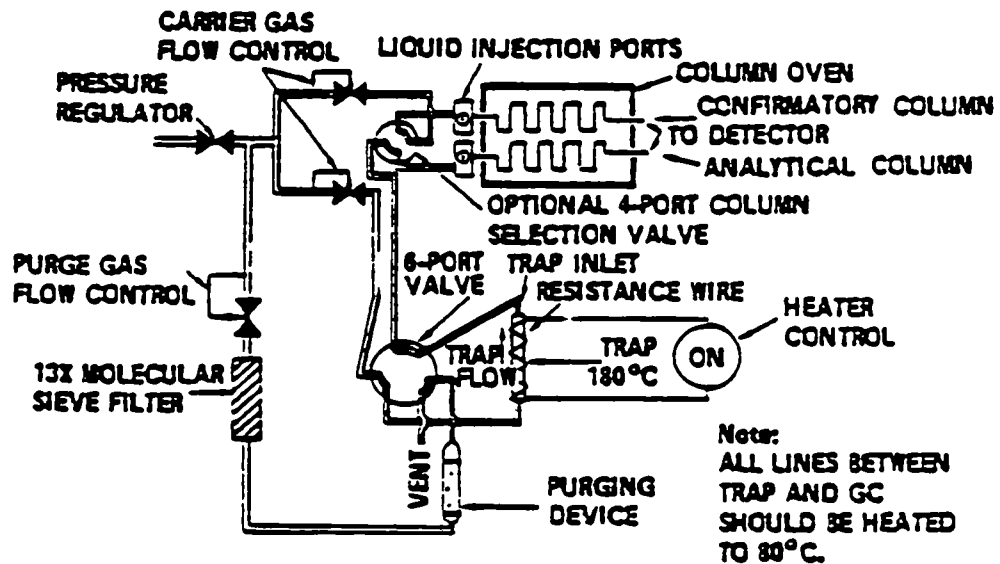 CARRIER GAS
FLOW CONTROL
LIQUID INJECTION PORTS
PRESSURE
REGULATOR
COLUMN OVEN
CONFIRMATORY COLUMN
TO DETECTOR
ANALYTICAL COLUMN
OPTIONAL 4-PORT COLUMN
SELECTION VALVE
PURGE GAS
FLOW CONTROL
6-PORT
VALVE
TRAP INLET
RESISTANCE WIRE
HEATER
CONTROL
TRAP
FLOW
TRAP
180°C
ON
13X MOLECULAR
SIEVE FILTER
VENT
PURGING
DEVICE
Note:
ALL LINES BETWEEN
TRAP AND GC
SHOULD BE HEATED
TO 80°C.